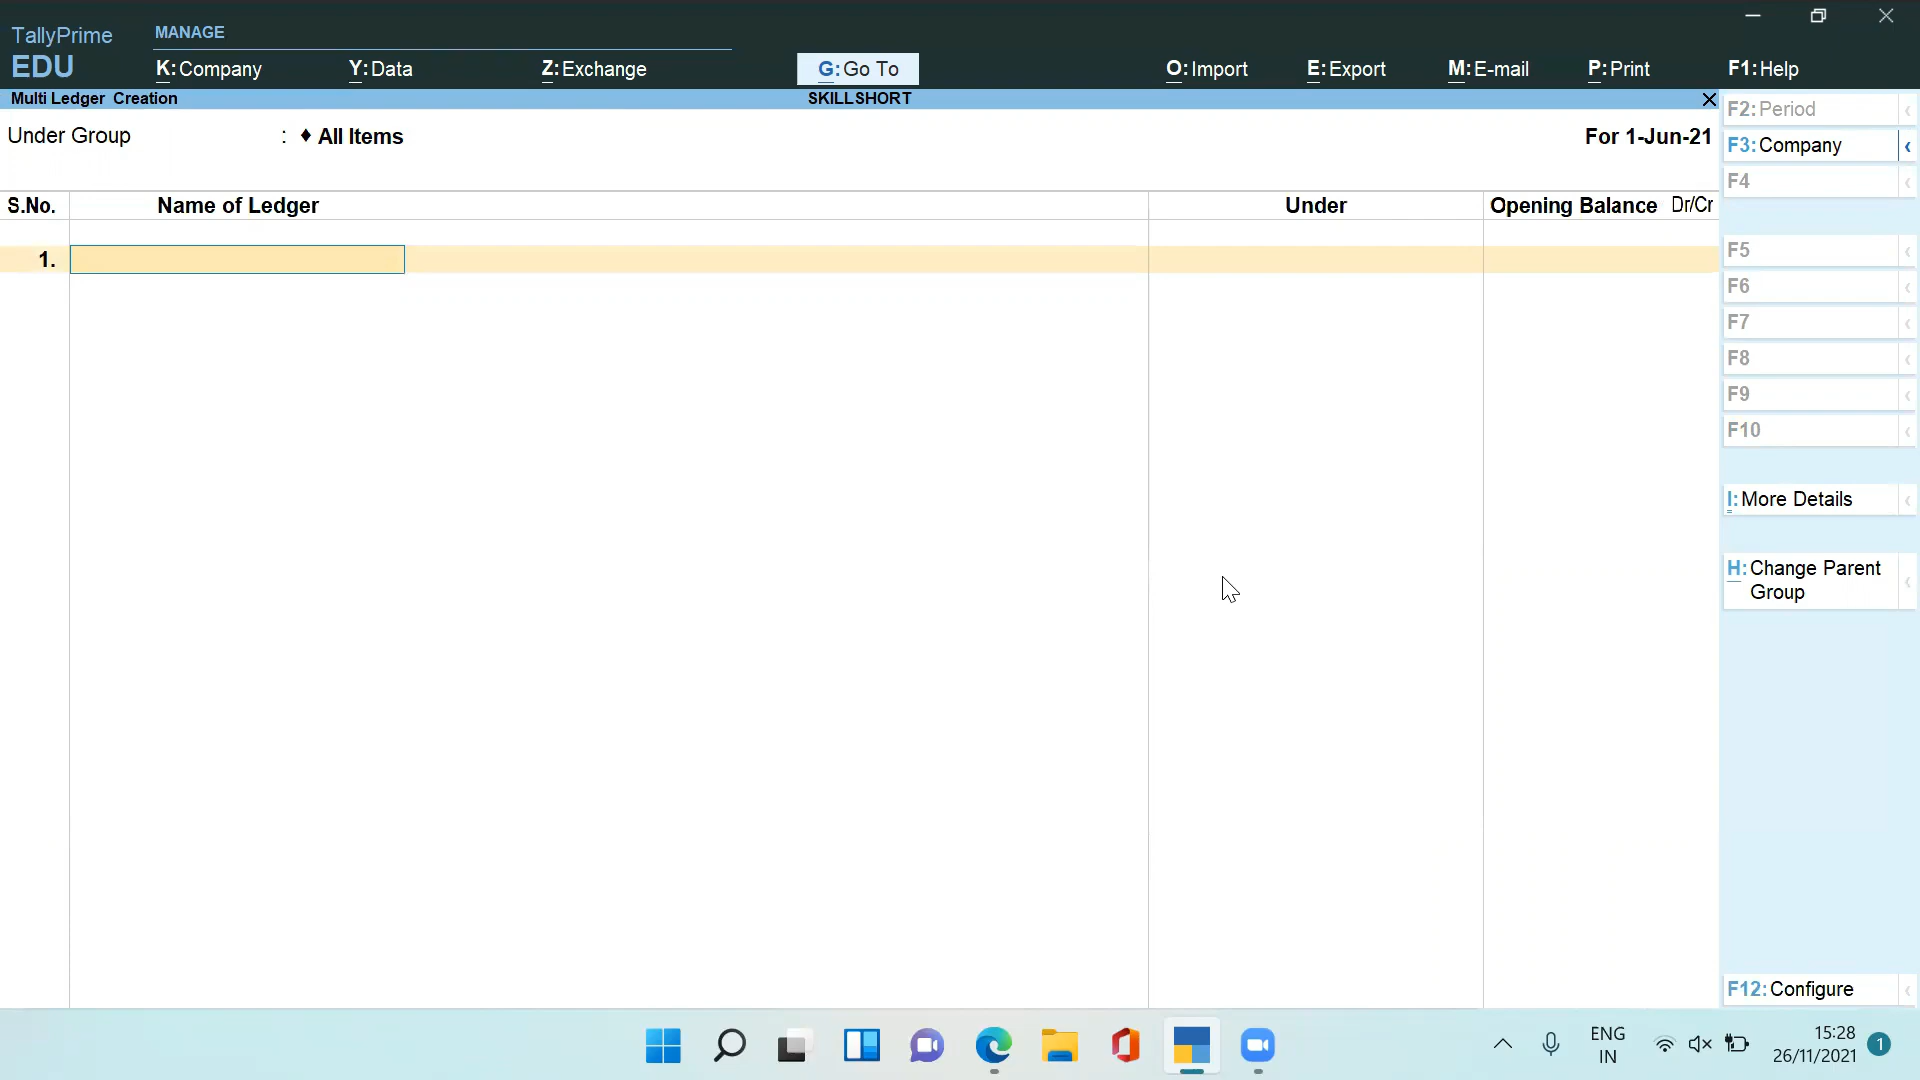 TallyPrime
EDU
MANAGE
K:Company Y:Data Z:Exchange G:Go To O:Import E:Export M:E-mail P:Print F1:Help
Multi Ledger Creation SKILLSHORT
Under Group : ♦ All Items For 1-Jun-21
S.No. Name of Ledger Under Opening Balance Dr/Cr
1.
F2:Period
F3:Company
F4
F5
F6
F7
F8
F9
F10
I:More Details
H:Change Parent
Group
F12:Configure
ENG
IN
15:28
26/11/2021
1